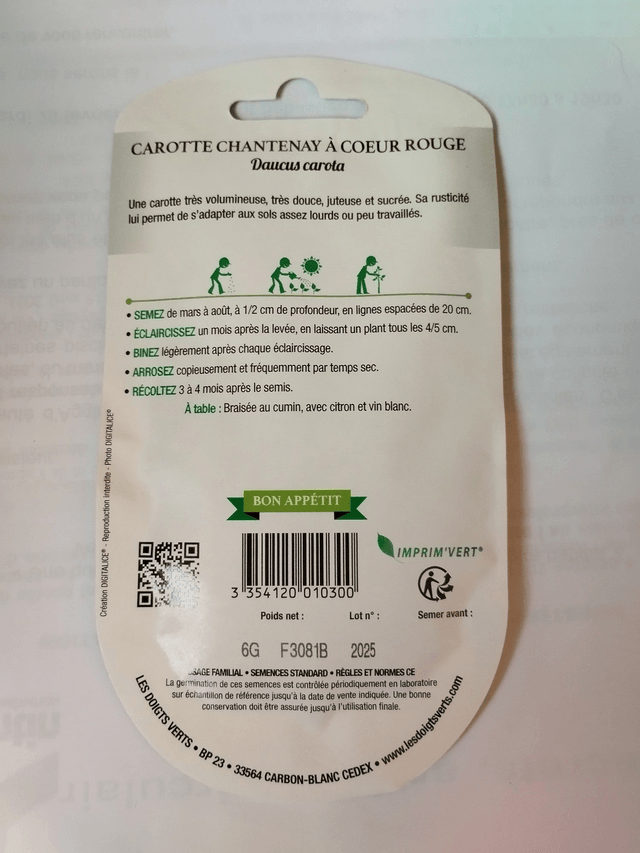 CAROTTE CHANTENAY À COEUR ROUGE
Daucus carota
Une carotte très volumineuse, très douce, juteuse et sucrée. Sa rusticité
lui permet de s'adapter aux sols assez lourds ou peu travaillés.
• SEMEZ de mars à août, à 1/2 cm de profondeur, en lignes espacées de 20 cm.
• ÉCLAIRCISSEZ un mois après la levée, en laissant un plant tous les 4/5 cm.
• BINEZ légèrement après chaque éclaircissage.
• ARROSEZ copieusement et fréquemment par temps sec.
• RÉCOLTEZ 3 à 4 mois après le semis.
À table : Braisée au cumin, avec citron et vin blanc.
Création DIGITALICE® - Reproduction interdite - Photo DIGITALICE®
BON APPÉTIT
IMPRIM'VERT®
3 354120 010300
Poids net : Lot n° : Semer avant :
6G F3081B 2025
USAGE FAMILIAL • SEMENCES STANDARD • RÈGLES ET NORMES CE
La germination de ces semences est contrôlée périodiquement en laboratoire
sur échantillon de référence jusqu'à la date de vente indiquée. Une bonne
conservation doit être assurée jusqu'à l'utilisation finale.
LES DOIGTS VERTS • BP 23 • 33564 CARBON-BLANC CEDEX • www.lesdoigtsverts.com